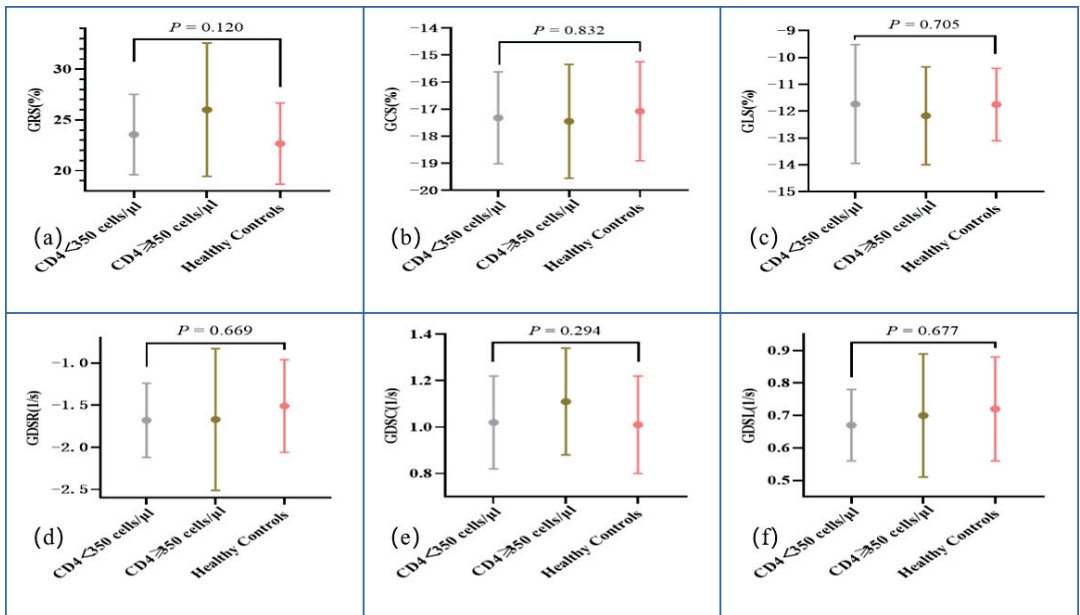 P = 0.120
GRS(%)
30
25
20
(a)
CD4<350 cells/μl
CD4≥350 cells/μl
Healthy Controls
P = 0.832
GCS(%)
−14
−15
−16
−17
−18
−19
−20
(b)
CD4<350 cells/μl
CD4≥350 cells/μl
Healthy Controls
P = 0.705
GLS(%)
−9
−10
−11
−12
−13
−14
−15
(c)
CD4<350 cells/μl
CD4≥350 cells/μl
Healthy Controls
P = 0.669
GDSR(1/s)
−1.0
−1.5
−2.0
−2.5
(d)
CD4<350 cells/μl
CD4≥350 cells/μl
Healthy Controls
P = 0.294
GDSC(1/s)
1.4
1.2
1.0
0.8
(e)
CD4<350 cells/μl
CD4≥350 cells/μl
Healthy Controls
P = 0.677
GDSL(1/s)
0.9
0.8
0.7
0.6
0.5
(f)
CD4<350 cells/μl
CD4≥350 cells/μl
Healthy Controls